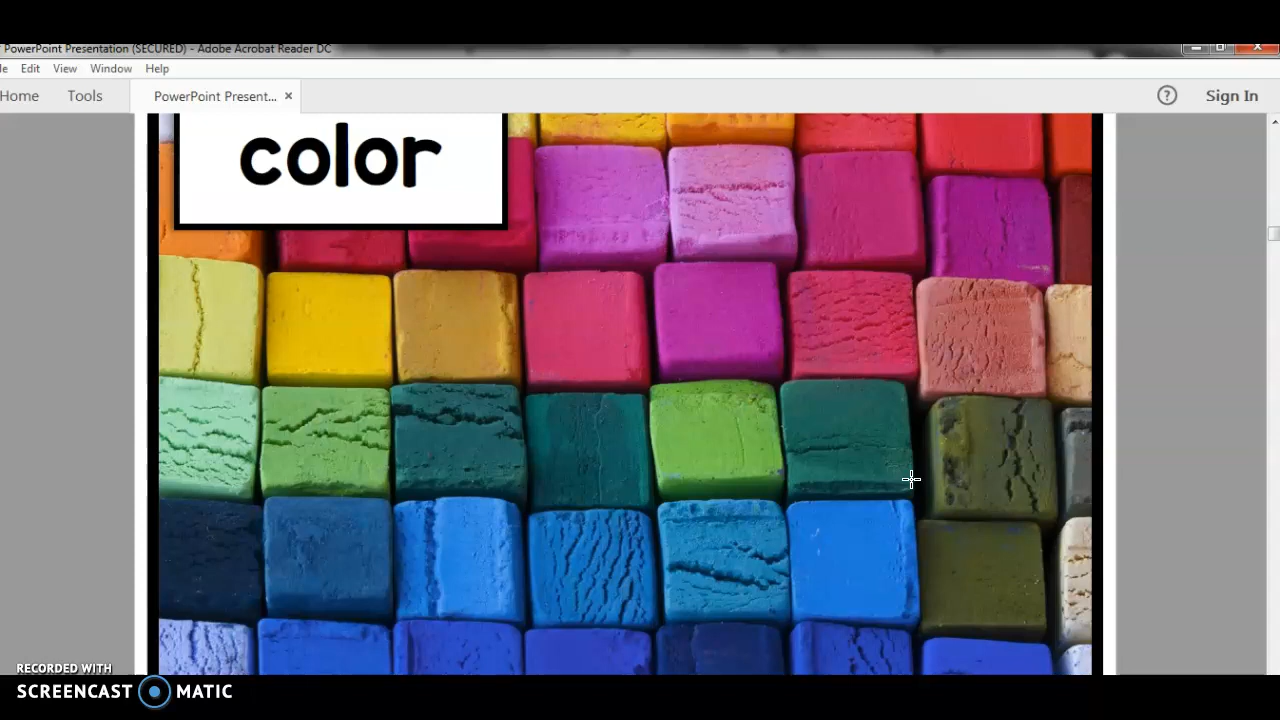 PowerPoint Presentation (SECURED) - Adobe Acrobat Reader DC
le Edit View Window Help
Home Tools PowerPoint Present... × ? Sign In
color
RECORDED WITH
SCREENCAST MATIC